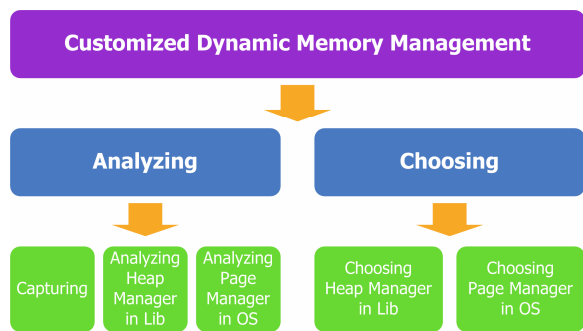 Customized Dynamic Memory Management
Analyzing
Choosing
Capturing
Analyzing
Heap
Manager
in Lib
Analyzing
Page
Manager
in OS
Choosing
Heap Manager
in Lib
Choosing
Page Manager
in OS